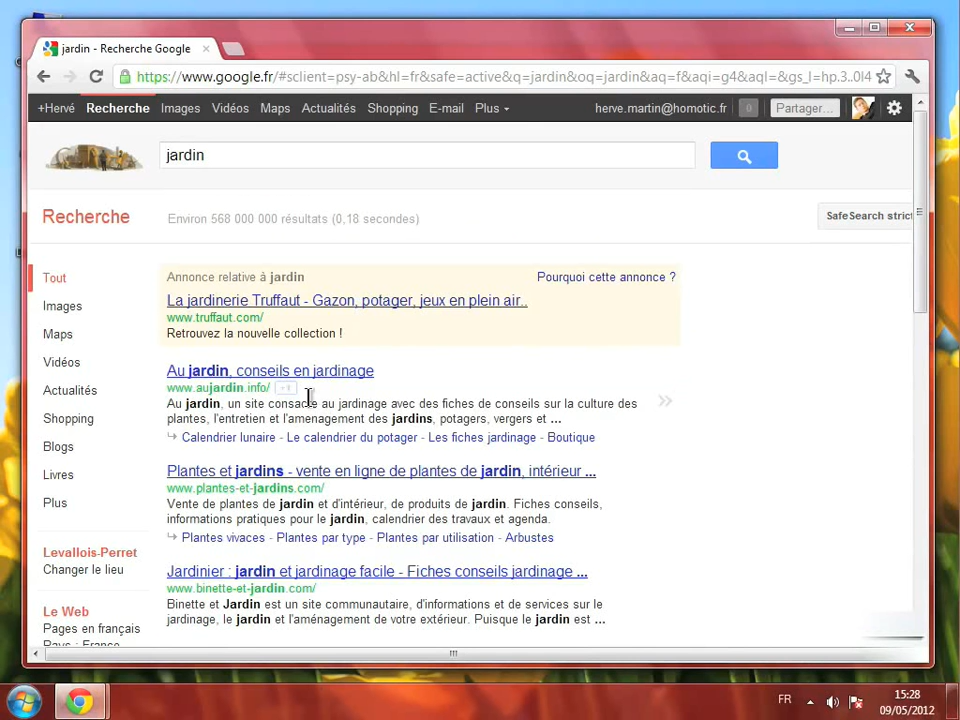 jardin - Recherche Google
https://www.google.fr/#sclient=psy-ab&hl=fr&safe=active&q=jardin&oq=jardin&aq=f&aqi=g4&aql=&gs_l=hp.3..0l4
+Hervé Recherche Images Vidéos Maps Actualités Shopping E-mail Plus herve.martin@homotic.fr 0 Partager...
jardin
Recherche Environ 568 000 000 résultats (0,18 secondes) SafeSearch strict
Tout
Images
Maps
Vidéos
Actualités
Shopping
Blogs
Livres
Plus
Levallois-Perret
Changer le lieu
Le Web
Pages en français
Pays : France
Annonce relative à jardin Pourquoi cette annonce ?
La jardinerie Truffaut - Gazon, potager, jeux en plein air..
www.truffaut.com/
Retrouvez la nouvelle collection !
Au jardin, conseils en jardinage
www.aujardin.info/ +1
Au jardin, un site consacré au jardinage avec des fiches de conseils sur la culture des
plantes, l'entretien et l'aménagement des jardins, potagers, vergers et ...
Calendrier lunaire - Le calendrier du potager - Les fiches jardinage - Boutique
Plantes et jardins - vente en ligne de plantes de jardin, intérieur ...
www.plantes-et-jardins.com/
Vente de plantes de jardin et d'intérieur, de produits de jardin. Fiches conseils,
informations pratiques pour le jardin, calendrier des travaux et agenda.
Plantes vivaces - Plantes par type - Plantes par utilisation - Arbustes
Jardinier : jardin et jardinage facile - Fiches conseils jardinage ...
www.binette-et-jardin.com/
Binette et Jardin est un site communautaire, d'informations et de services sur le
jardinage, le jardin et l'aménagement de votre extérieur. Puisque le jardin est ...
FR 15:28
09/05/2012